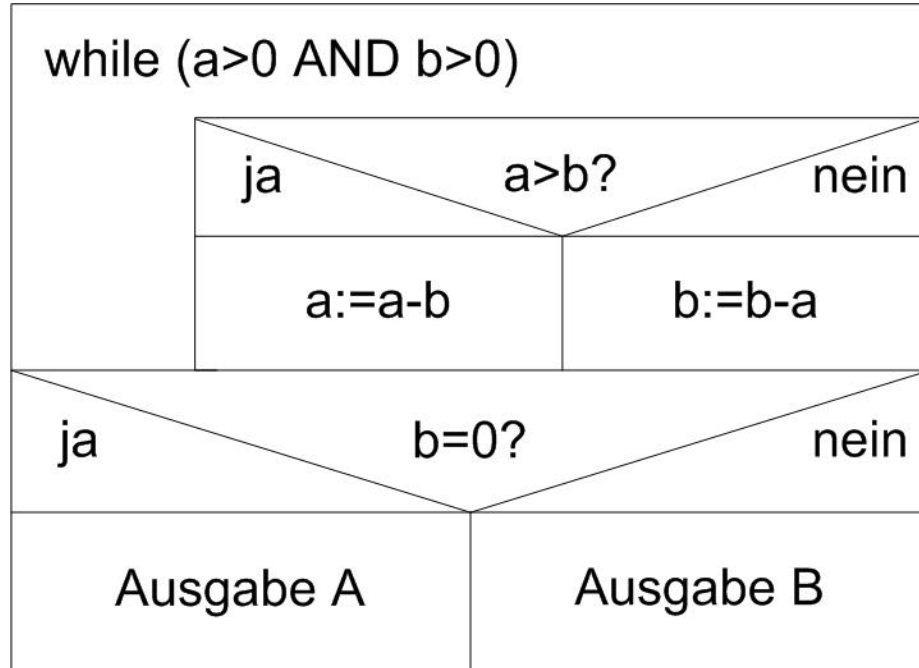 while (a>0 AND b>0)
ja a>b? nein
a:=a-b b:=b-a
ja b=0? nein
Ausgabe A Ausgabe B